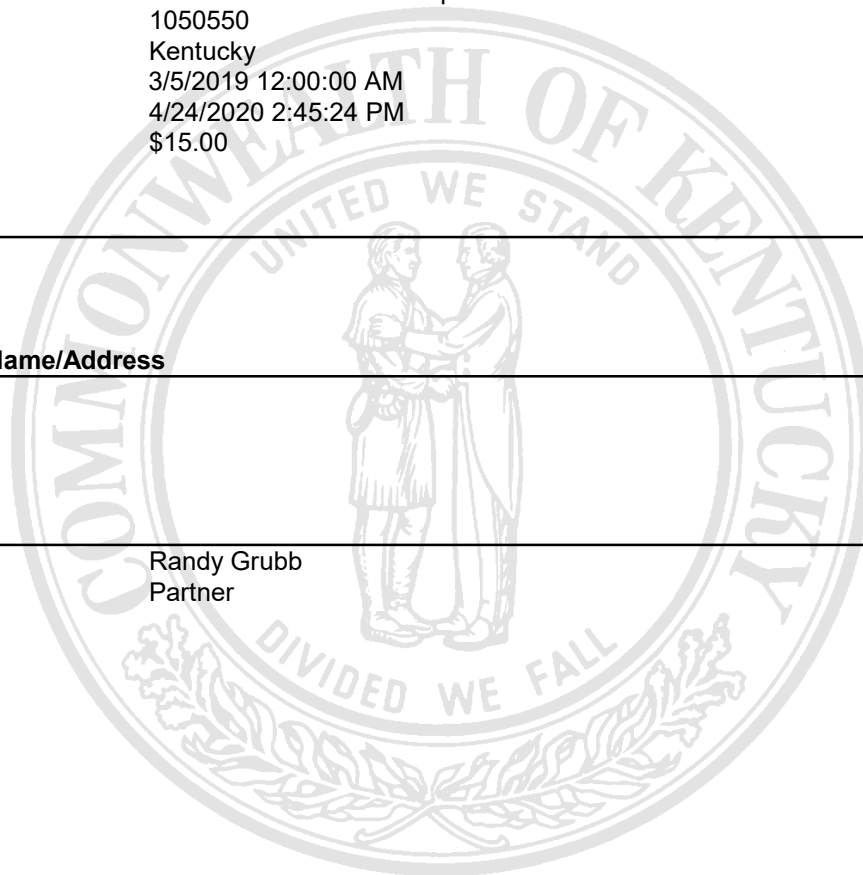 1050550
Kentucky
3/5/2019 12:00:00 AM
4/24/2020 2:45:24 PM
$15.00
COMMONWEALTH OF KENTUCKY
UNITED WE STAND
ame/Address
Randy Grubb
Partner
DIVIDED WE FALL